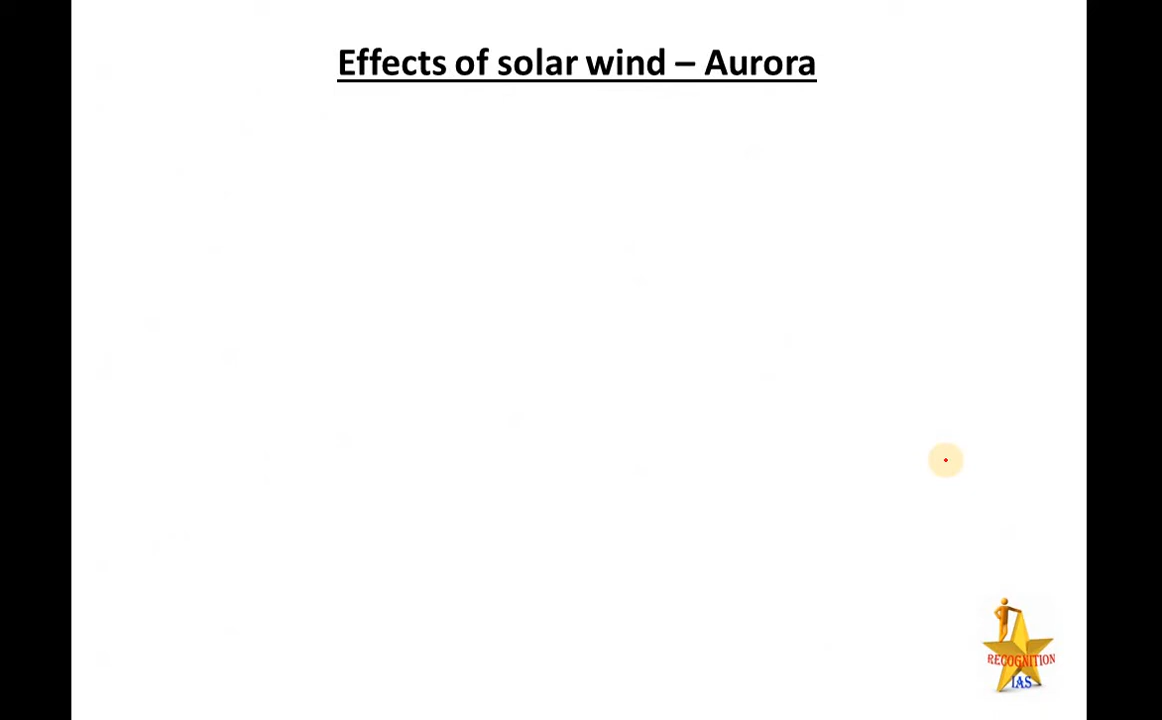 Effects of solar wind – Aurora
RECOGNITION
IAS